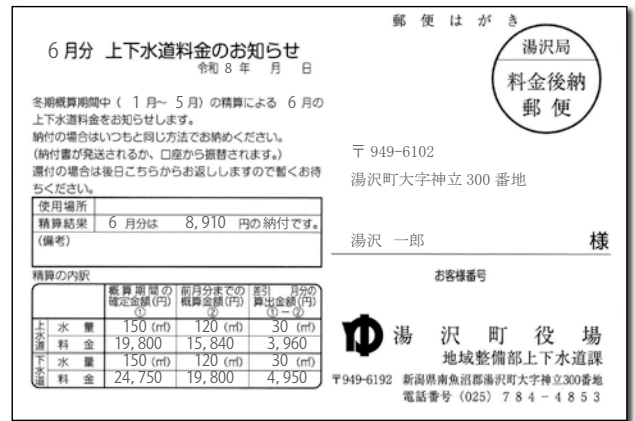 6月分 上下水道料金のお知らせ
令和 8 年 月 日
冬期概算期間中（ 1 月～ 5 月）の精算による 6 月の
上下水道料金をお知らせします。
納付の場合はいつもと同じ方法でお納めください。
(納付書が発送されるか、口座から振替されます。)
還付の場合は後日こちらからお返ししますので暫くお待
ちください。
使用場所
精算結果 6 月分は 8,910 円の納付です。
(備考)
精算の内訳
概算期間の 前月分までの 差引 月分の
確定金額(円) 概算金額(円) 算出金額(円)
① ② ①－②
上水道 水量 150 (㎥) 120 (㎥) 30 (㎥)
料金 19,800 15,840 3,960
下水道 水量 150 (㎥) 120 (㎥) 30 (㎥)
料金 24,750 19,800 4,950
郵便はがき
湯沢局
料金後納
郵便
〒949-6102
湯沢町大字神立 300 番地
湯沢 一郎 様
お客様番号
湯沢町役場
地域整備部上下水道課
〒949-6192 新潟県南魚沼郡湯沢町大字神立300番地
電話番号 (025) 784－4853